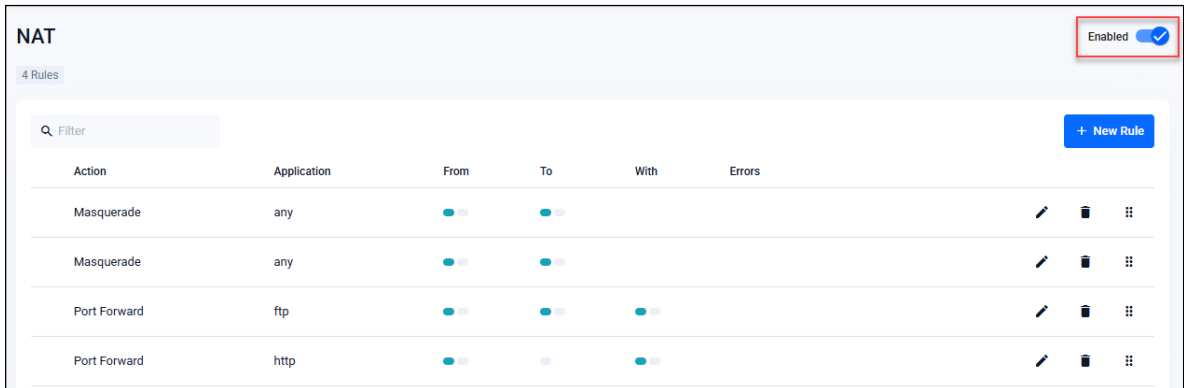 NAT
Enabled
4 Rules
Filter
+ New Rule
Action Application From To With Errors
Masquerade any
Masquerade any
Port Forward ftp
Port Forward http